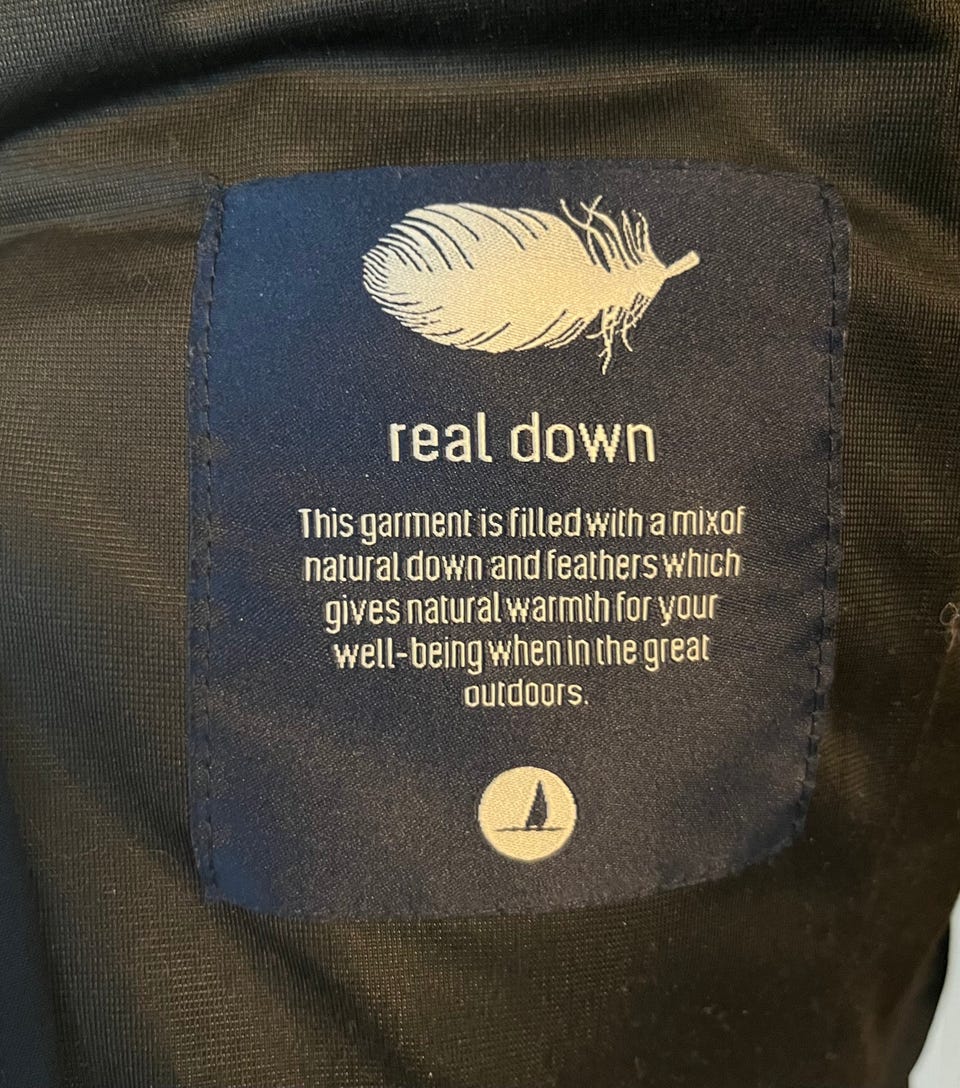 real down
This garment is filled with a mixof
natural down and feathers which
gives natural warmth for your
well-being when in the great
outdoors.